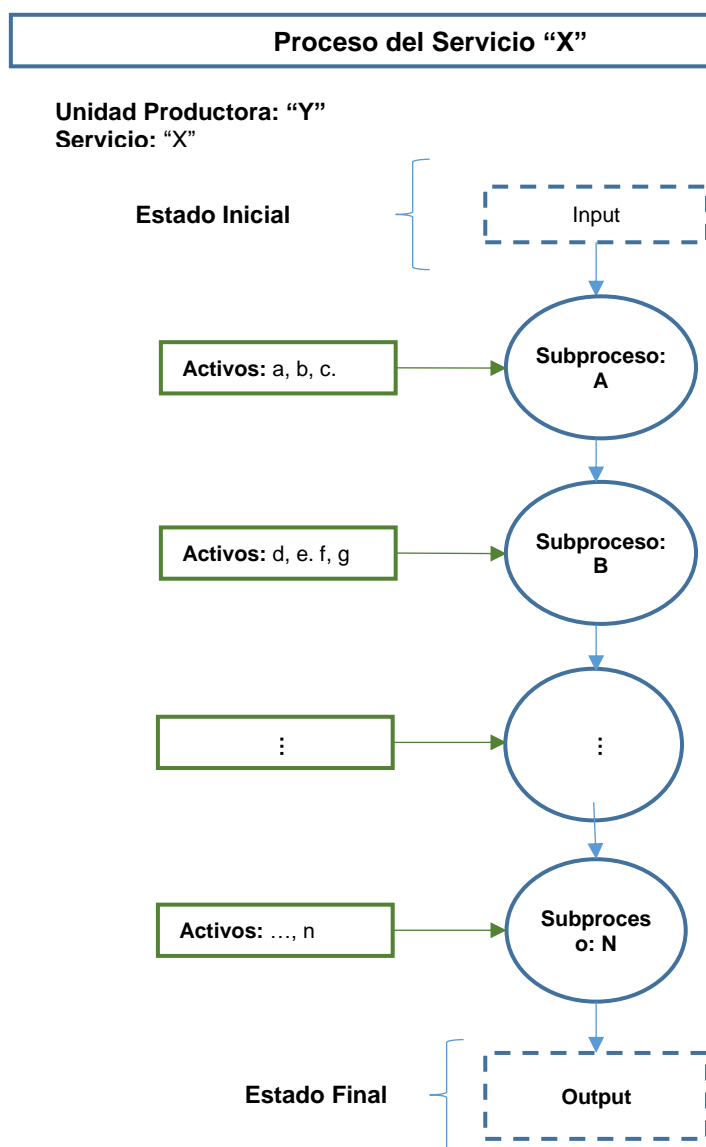 Proceso del Servicio “X”
Unidad Productora: “Y”
Servicio: “X”
Estado Inicial
Input
Activos: a, b, c.
Subproceso:
A
Activos: d, e. f, g
Subproceso:
B
⋮
⋮
Activos: …, n
Subproces
o: N
Estado Final
Output